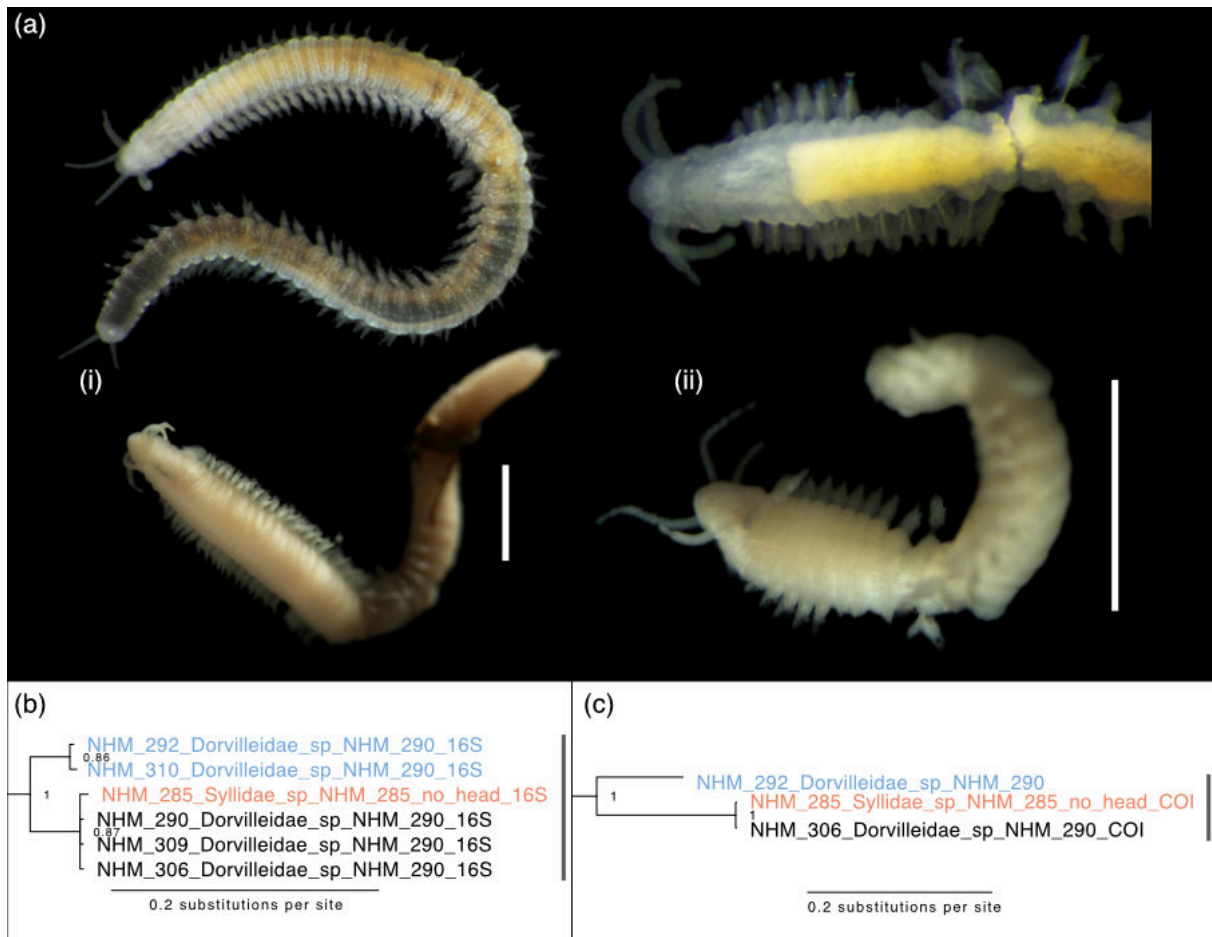 (a)
(i)
(ii)
(b)
NHM_292_Dorvilleidae_sp_NHM_290_16S
0.86
NHM_310_Dorvilleidae_sp_NHM_290_16S
1
NHM_285_Syllidae_sp_NHM_285_no_head_16S
NHM_290_Dorvilleidae_sp_NHM_290_16S
0.87
NHM_309_Dorvilleidae_sp_NHM_290_16S
NHM_306_Dorvilleidae_sp_NHM_290_16S
0.2 substitutions per site
(c)
NHM_292_Dorvilleidae_sp_NHM_290
1
NHM_285_Syllidae_sp_NHM_285_no_head_COI
1
NHM_306_Dorvilleidae_sp_NHM_290_COI
0.2 substitutions per site